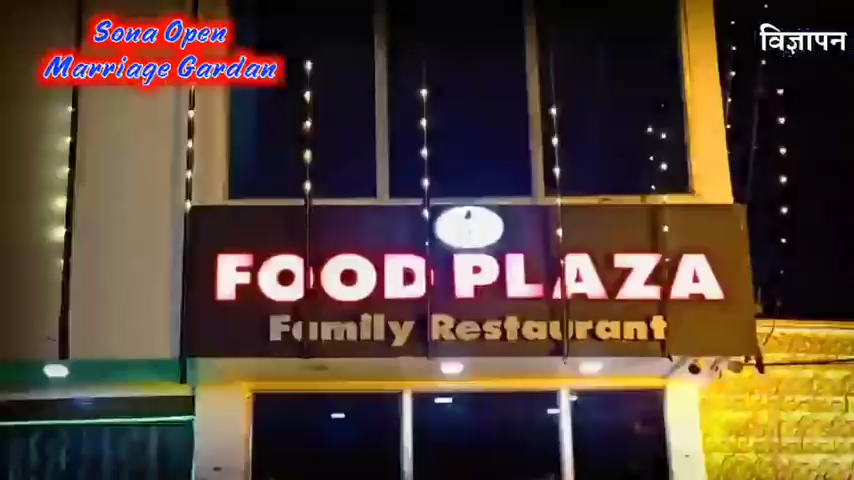 Sona Open
Marriage Gardan
विज्ञापन
FOOD PLAZA
Family Restaurant